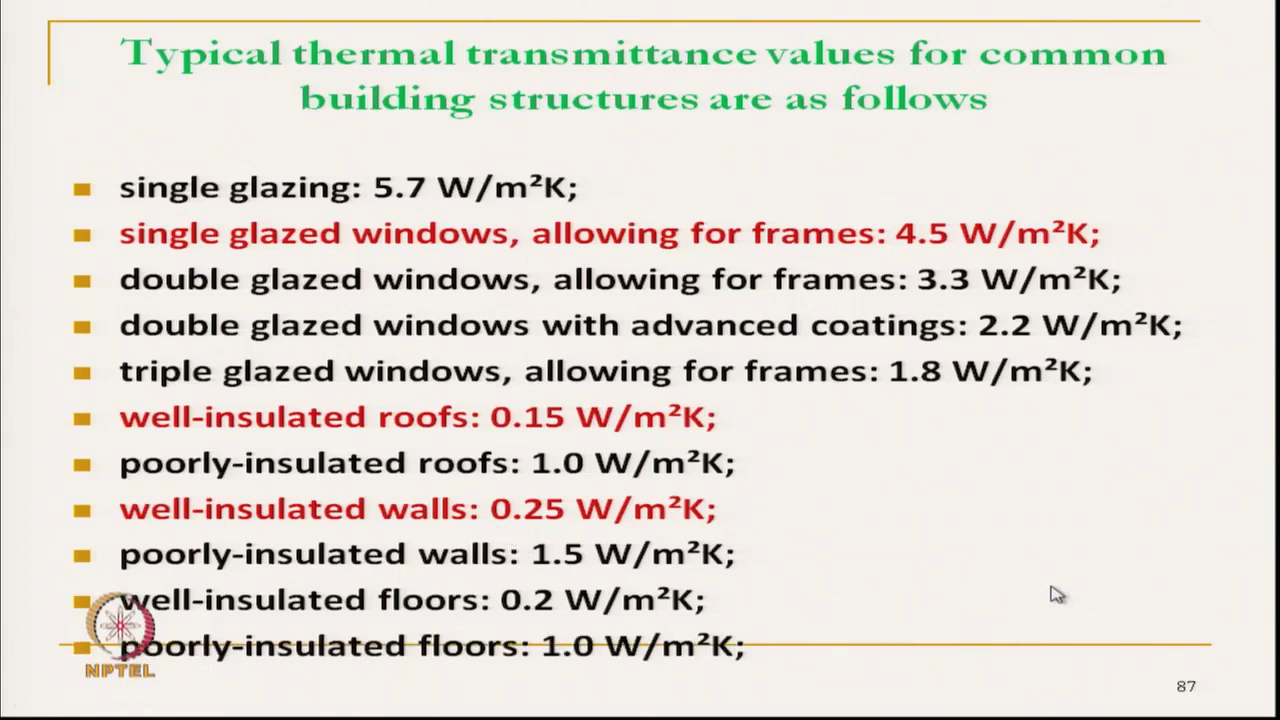 Typical thermal transmittance values for common
building structures are as follows
single glazing: 5.7 W/m²K;
single glazed windows, allowing for frames: 4.5 W/m²K;
double glazed windows, allowing for frames: 3.3 W/m²K;
double glazed windows with advanced coatings: 2.2 W/m²K;
triple glazed windows, allowing for frames: 1.8 W/m²K;
well-insulated roofs: 0.15 W/m²K;
poorly-insulated roofs: 1.0 W/m²K;
well-insulated walls: 0.25 W/m²K;
poorly-insulated walls: 1.5 W/m²K;
well-insulated floors: 0.2 W/m²K;
poorly-insulated floors: 1.0 W/m²K;
NPTEL
87